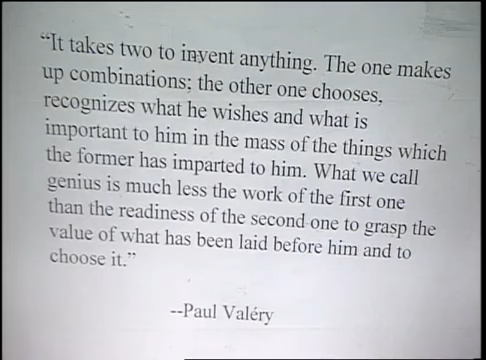 “It takes two to invent anything. The one makes
up combinations; the other one chooses,
recognizes what he wishes and what is
important to him in the mass of the things which
the former has imparted to him. What we call
genius is much less the work of the first one
than the readiness of the second one to grasp the
value of what has been laid before him and to
choose it.”
--Paul Valéry